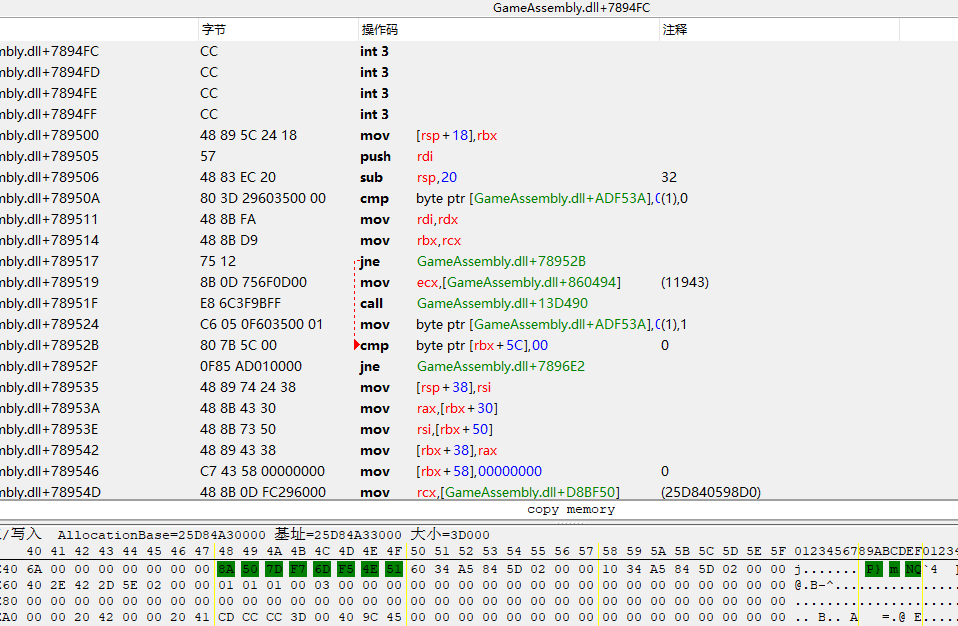 GameAssembly.dll+7894FC
字节 操作码 注释
mbly.dll+7894FC CC int 3
mbly.dll+7894FD CC int 3
mbly.dll+7894FE CC int 3
mbly.dll+7894FF CC int 3
mbly.dll+789500 48 89 5C 24 18 mov [rsp+18],rbx
mbly.dll+789505 57 push rdi
mbly.dll+789506 48 83 EC 20 sub rsp,20 32
mbly.dll+78950A 80 3D 29603500 00 cmp byte ptr [GameAssembly.dll+ADF53A],0 (1),0
mbly.dll+789511 48 8B FA mov rdi,rdx
mbly.dll+789514 48 8B D9 mov rbx,rcx
mbly.dll+789517 75 12 jne GameAssembly.dll+78952B
mbly.dll+789519 8B 0D 756F0D00 mov ecx,[GameAssembly.dll+860494] (11943)
mbly.dll+78951F E8 6C3F9BFF call GameAssembly.dll+13D490
mbly.dll+789524 C6 05 0F603500 01 mov byte ptr [GameAssembly.dll+ADF53A],0 (1),1
mbly.dll+78952B 80 7B 5C 00 cmp byte ptr [rbx+5C],00 0
mbly.dll+78952F 0F85 AD010000 jne GameAssembly.dll+7896E2
mbly.dll+789535 48 89 74 24 38 mov [rsp+38],rsi
mbly.dll+78953A 48 8B 43 30 mov rax,[rbx+30]
mbly.dll+78953E 48 8B 73 50 mov rsi,[rbx+50]
mbly.dll+789542 48 89 43 38 mov [rbx+38],rax
mbly.dll+789546 C7 43 58 00000000 mov [rbx+58],00000000 0
mbly.dll+78954D 48 8B 0D FC296000 mov rcx,[GameAssembly.dll+D8BF50] (25D840598D0)
copy memory
/写入 AllocationBase=25D84A30000 基址=25D84A33000 大小=3D000
40 41 42 43 44 45 46 47 48 49 4A 4B 4C 4D 4E 4F 50 51 52 53 54 55 56 57 58 59 5A 5B 5C 5D 5E 5F 0123456789ABCDEF01234
E40 6A 00 00 00 00 00 00 00 8A 50 7D F7 6D F5 4E 51 60 34 A5 84 5D 02 00 00 10 34 A5 84 5D 02 00 00 j....... P} m NQ`4 ]
E60 40 2E 42 2D 5E 02 00 00 01 01 01 00 03 00 00 00 00 00 00 00 00 00 00 00 00 00 00 00 00 00 00 00 @.B-^................
E80 00 00 00 00 00 00 00 00 00 00 00 00 00 00 00 00 00 00 00 00 00 00 00 00 00 00 00 00 00 00 00 00 .....................
EA0 00 00 20 42 00 00 20 41 CD CC CC 3D 00 40 9C 45 00 00 00 00 00 00 00 00 00 00 00 00 00 00 00 00 .. B.. A =.@ E.....